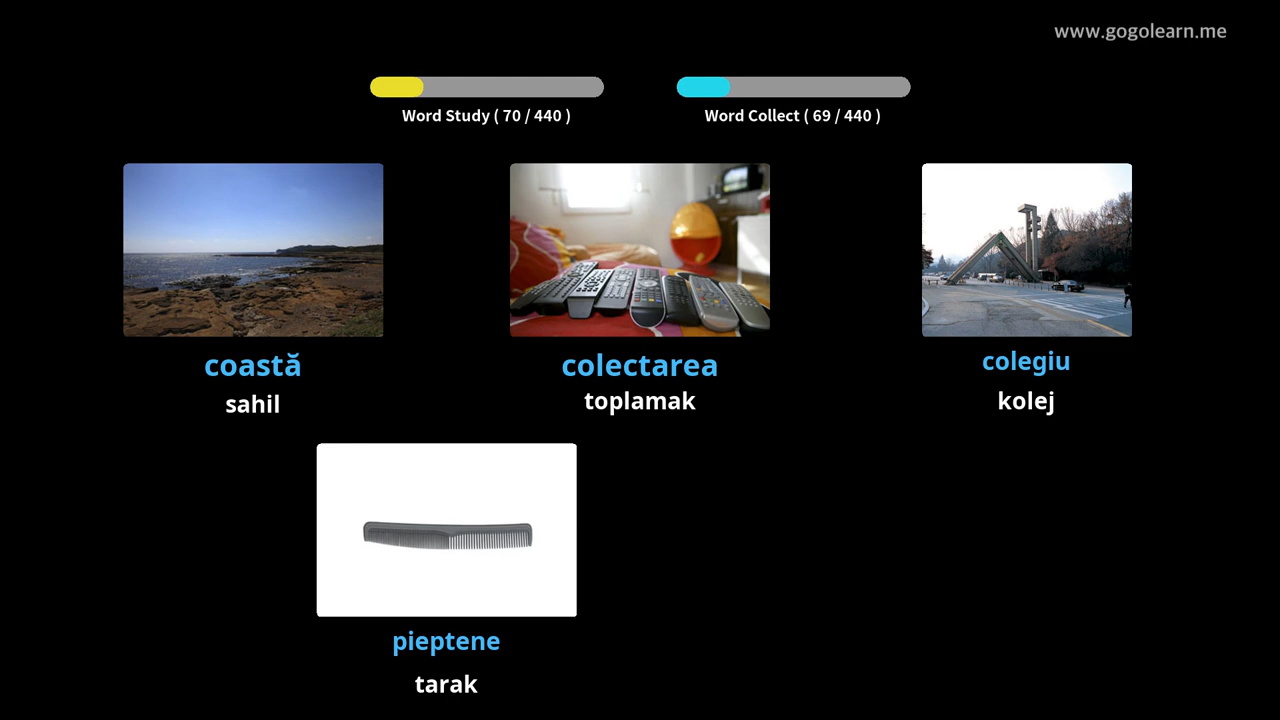 www.gogolearn.me
Word Study ( 70 / 440 )
Word Collect ( 69 / 440 )
coastă
sahil
colectarea
toplamak
colegiu
kolej
pieptene
tarak